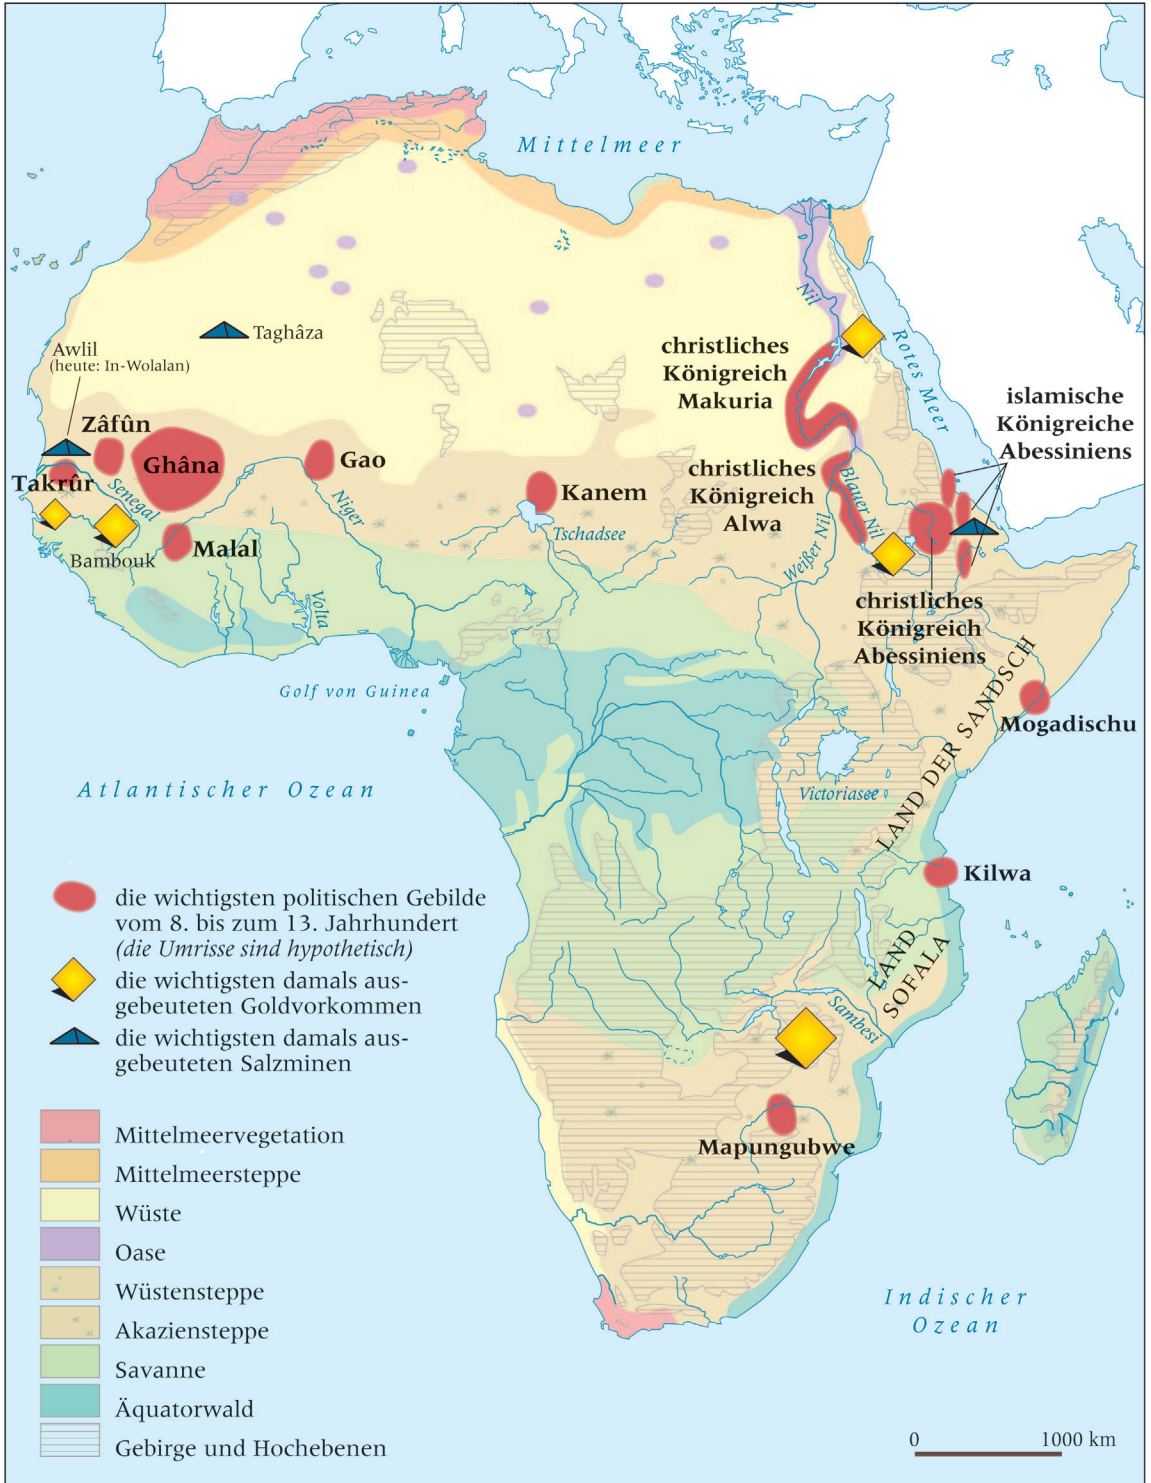 Mittelmeer
Nil
Rotes Meer
Taghâza
Awlil
(heute: In-Wolalan)
christliches
Königreich
Makuria
islamische
Königreiche
Abessiniens
Zâfûn
Ghâna
Gao
Takrûr
Senegal
Niger
Kanem
Tschadsee
christliches
Königreich
Alwa
Blauer Nil
Weißer Nil
Bambouk
Malal
Volta
christliches
Königreich
Abessiniens
Golf von Guinea
LAND DER SANDSCH
Mogadischu
Atlantischer Ozean
Victoriasee
Kilwa
LAND
SOFALA
Sambesi
Mapungubwe
die wichtigsten politischen Gebilde
vom 8. bis zum 13. Jahrhundert
(die Umrisse sind hypothetisch)
die wichtigsten damals aus-
gebeuteten Goldvorkommen
die wichtigsten damals aus-
gebeuteten Salzminen
Mittelmeervegetation
Mittelmeersteppe
Wüste
Oase
Wüstensteppe
Akaziensteppe
Savanne
Äquatorwald
Gebirge und Hochebenen
Indischer
Ozean
0 1000 km